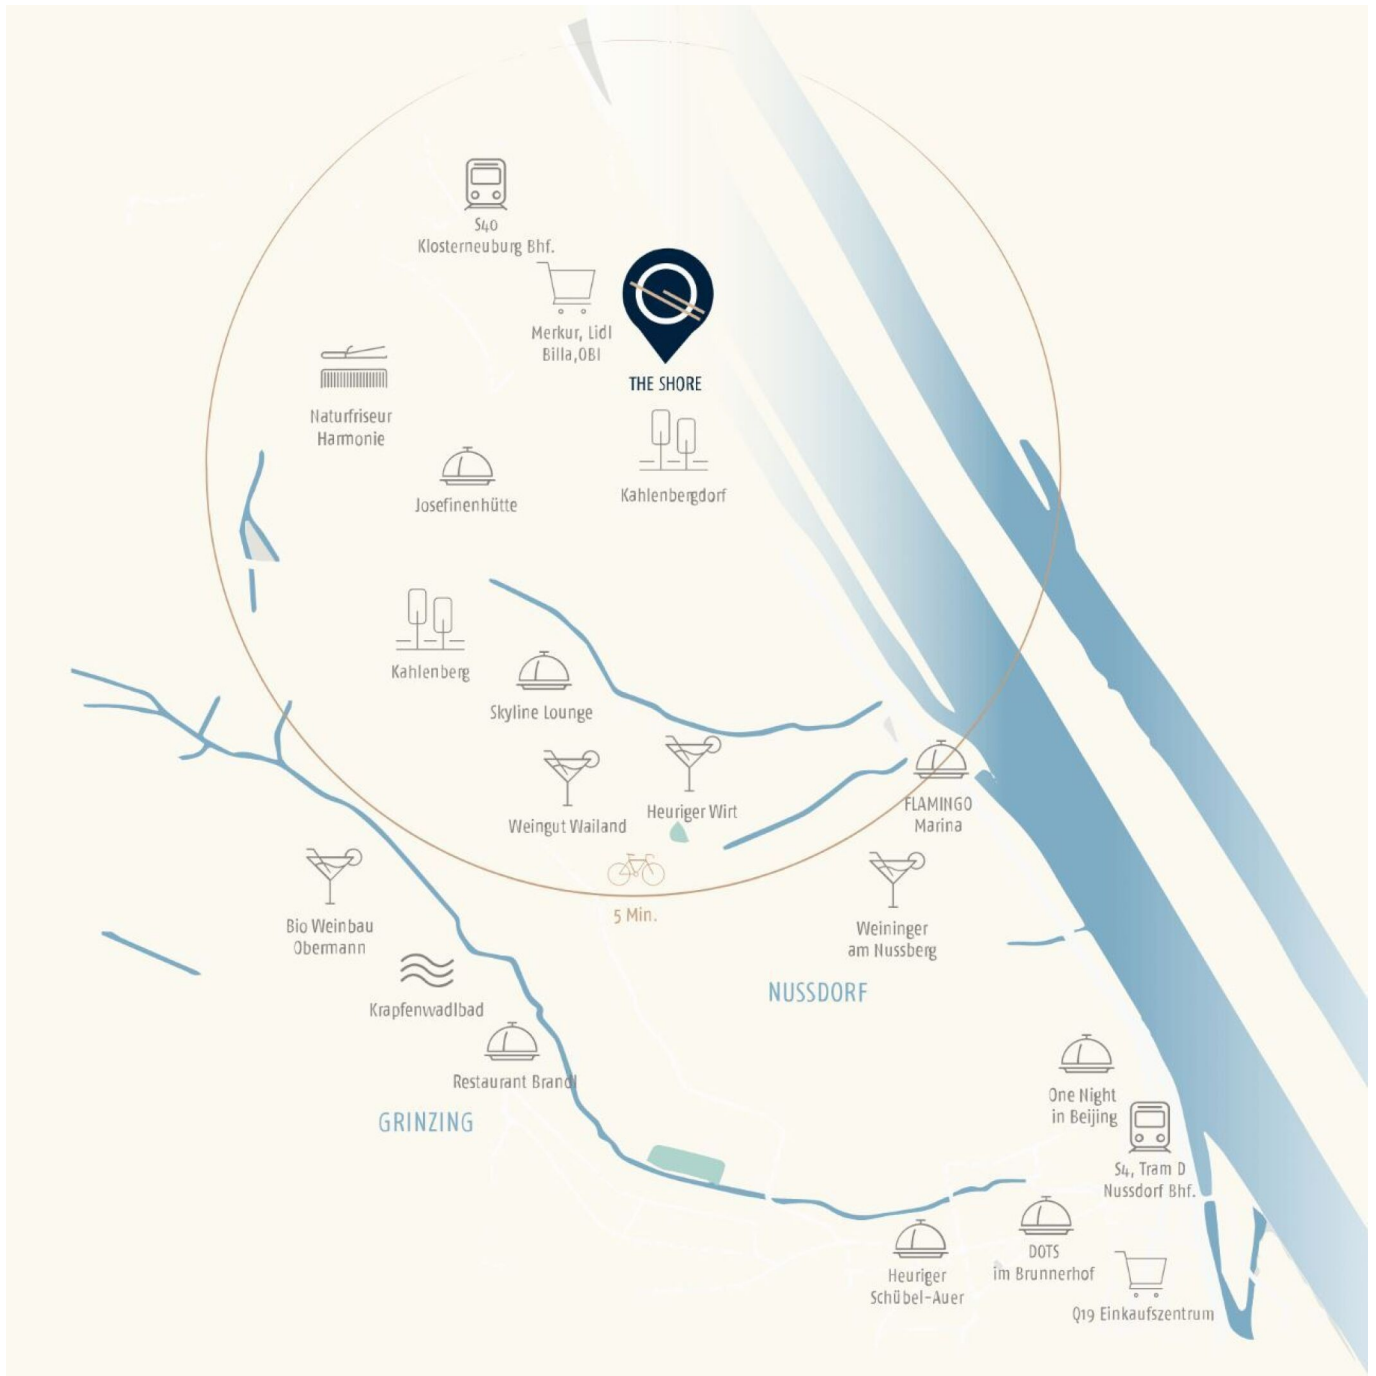 S40
Klosterneuburg Bhf.
Merkur, Lidl
Billa,OBI
THE SHORE
Naturfriseur
Harmonie
Josefinenhütte
Kahlenbergdorf
Kahlenberg
Skyline Lounge
Weingut Wailand
Heuriger Wirt
FLAMINGO
Marina
5 Min.
Bio Weinbau
Obermann
Weininger
am Nussberg
Krapfenwadlbad
NUSSDORF
Restaurant Brandl
GRINZING
One Night
in Beijing
S4, Tram D
Nussdorf Bhf.
DOTS
im Brunnerhof
Heuriger
Schübel-Auer
Q19 Einkaufszentrum